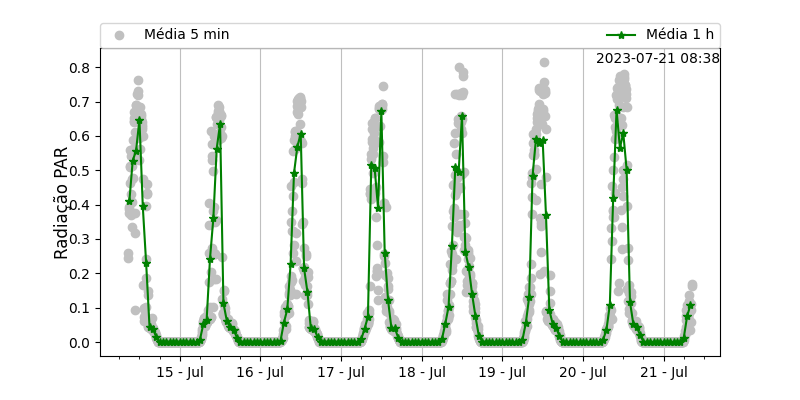 Média 5 min
Média 1 h
2023-07-21 08:38
Radiação PAR
0.8
0.7
0.6
0.5
0.4
0.3
0.2
0.1
0.0
15 - Jul
16 - Jul
17 - Jul
18 - Jul
19 - Jul
20 - Jul
21 - Jul